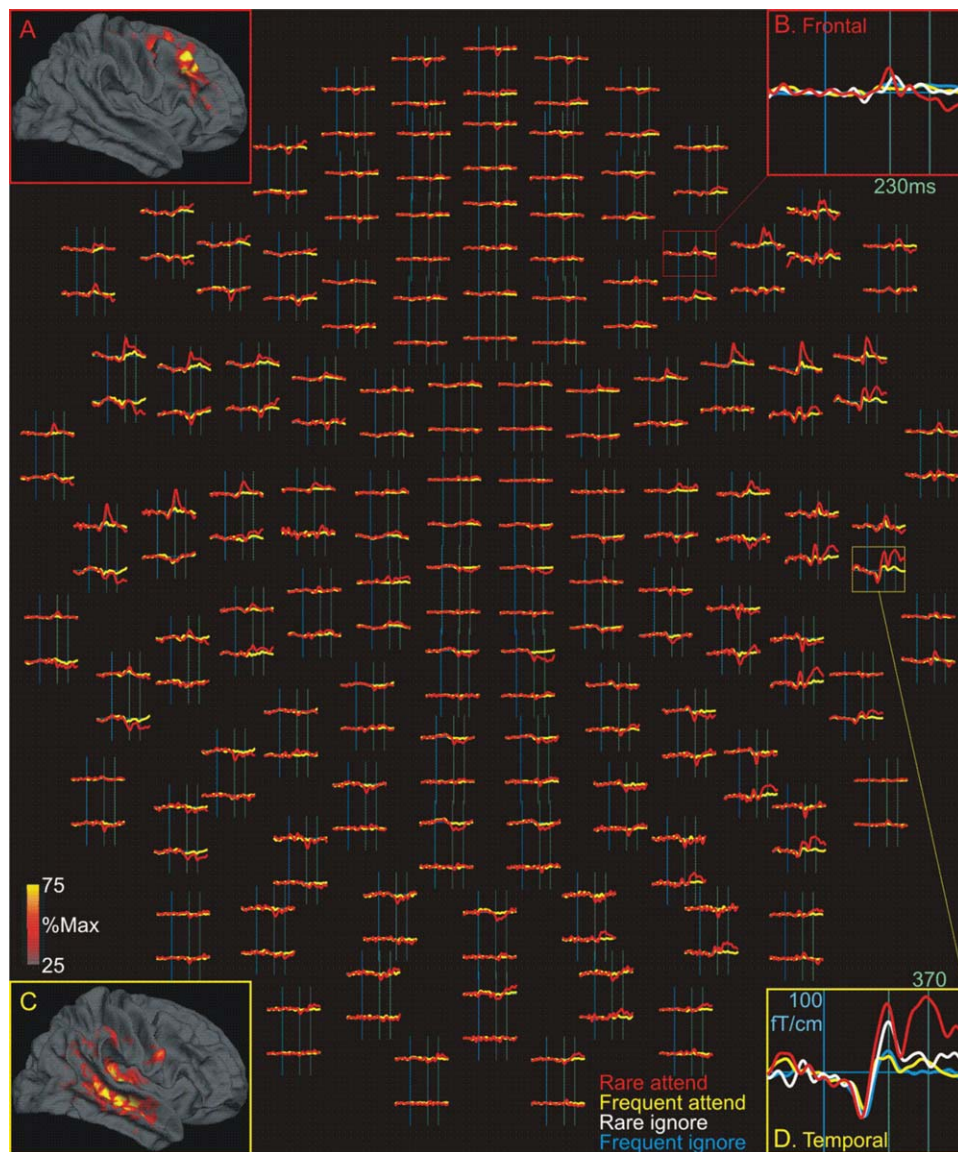 A
B. Frontal
230ms
75
%Max
25
C
370
100
fT/cm
Rare attend
Frequent attend
Rare ignore
Frequent ignore
D. Temporal